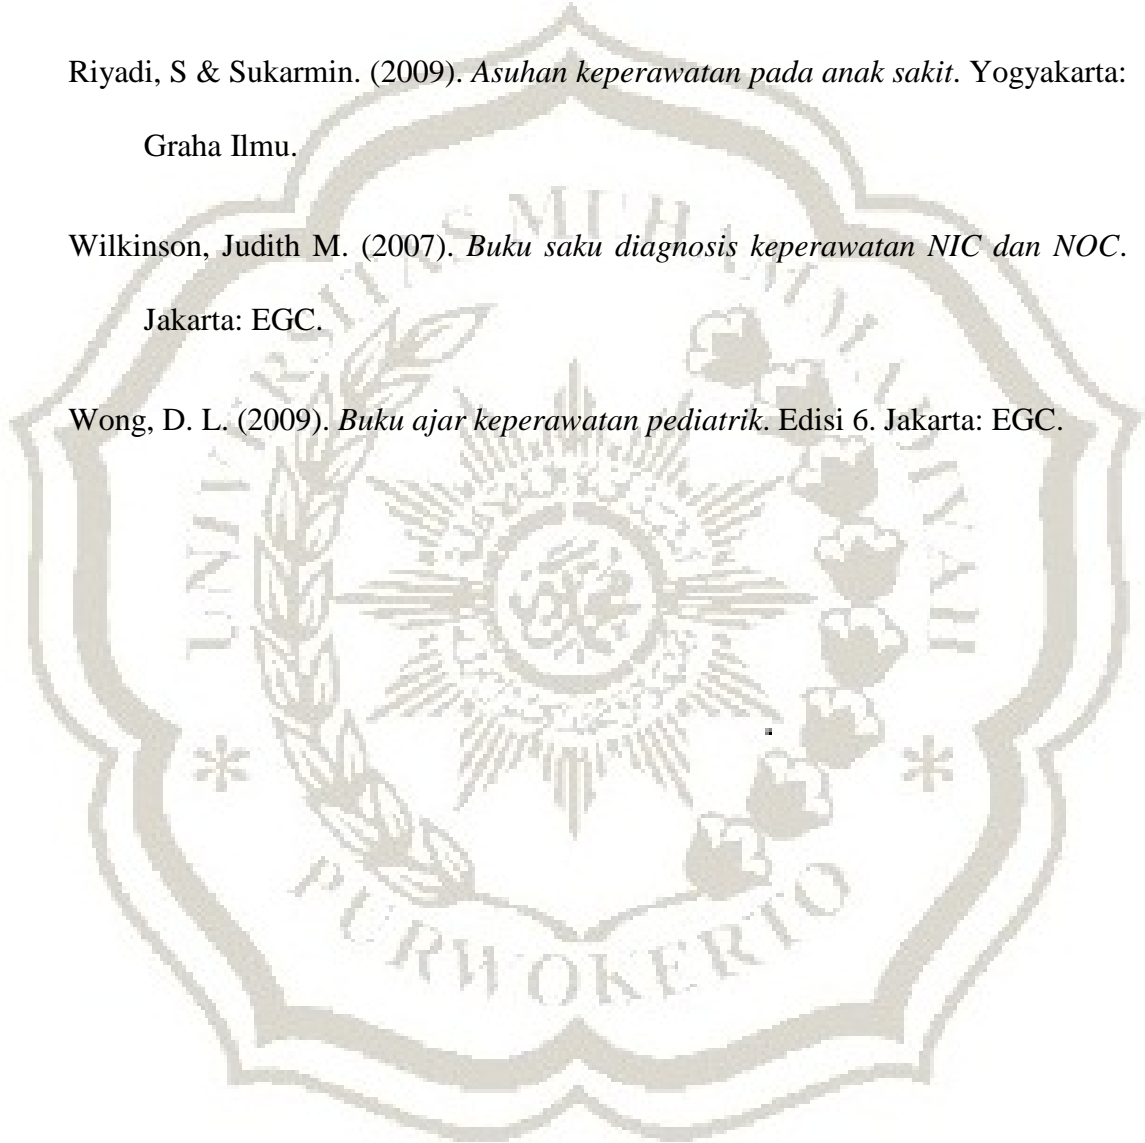 Riyadi, S & Sukarmin. (2009). Asuhan keperawatan pada anak sakit. Yogyakarta:
Graha Ilmu.
Wilkinson, Judith M. (2007). Buku saku diagnosis keperawatan NIC dan NOC.
Jakarta: EGC.
Wong, D. L. (2009). Buku ajar keperawatan pediatrik. Edisi 6. Jakarta: EGC.
UNIVERSITAS MUHAMMADIYAH
PURWOKERTO